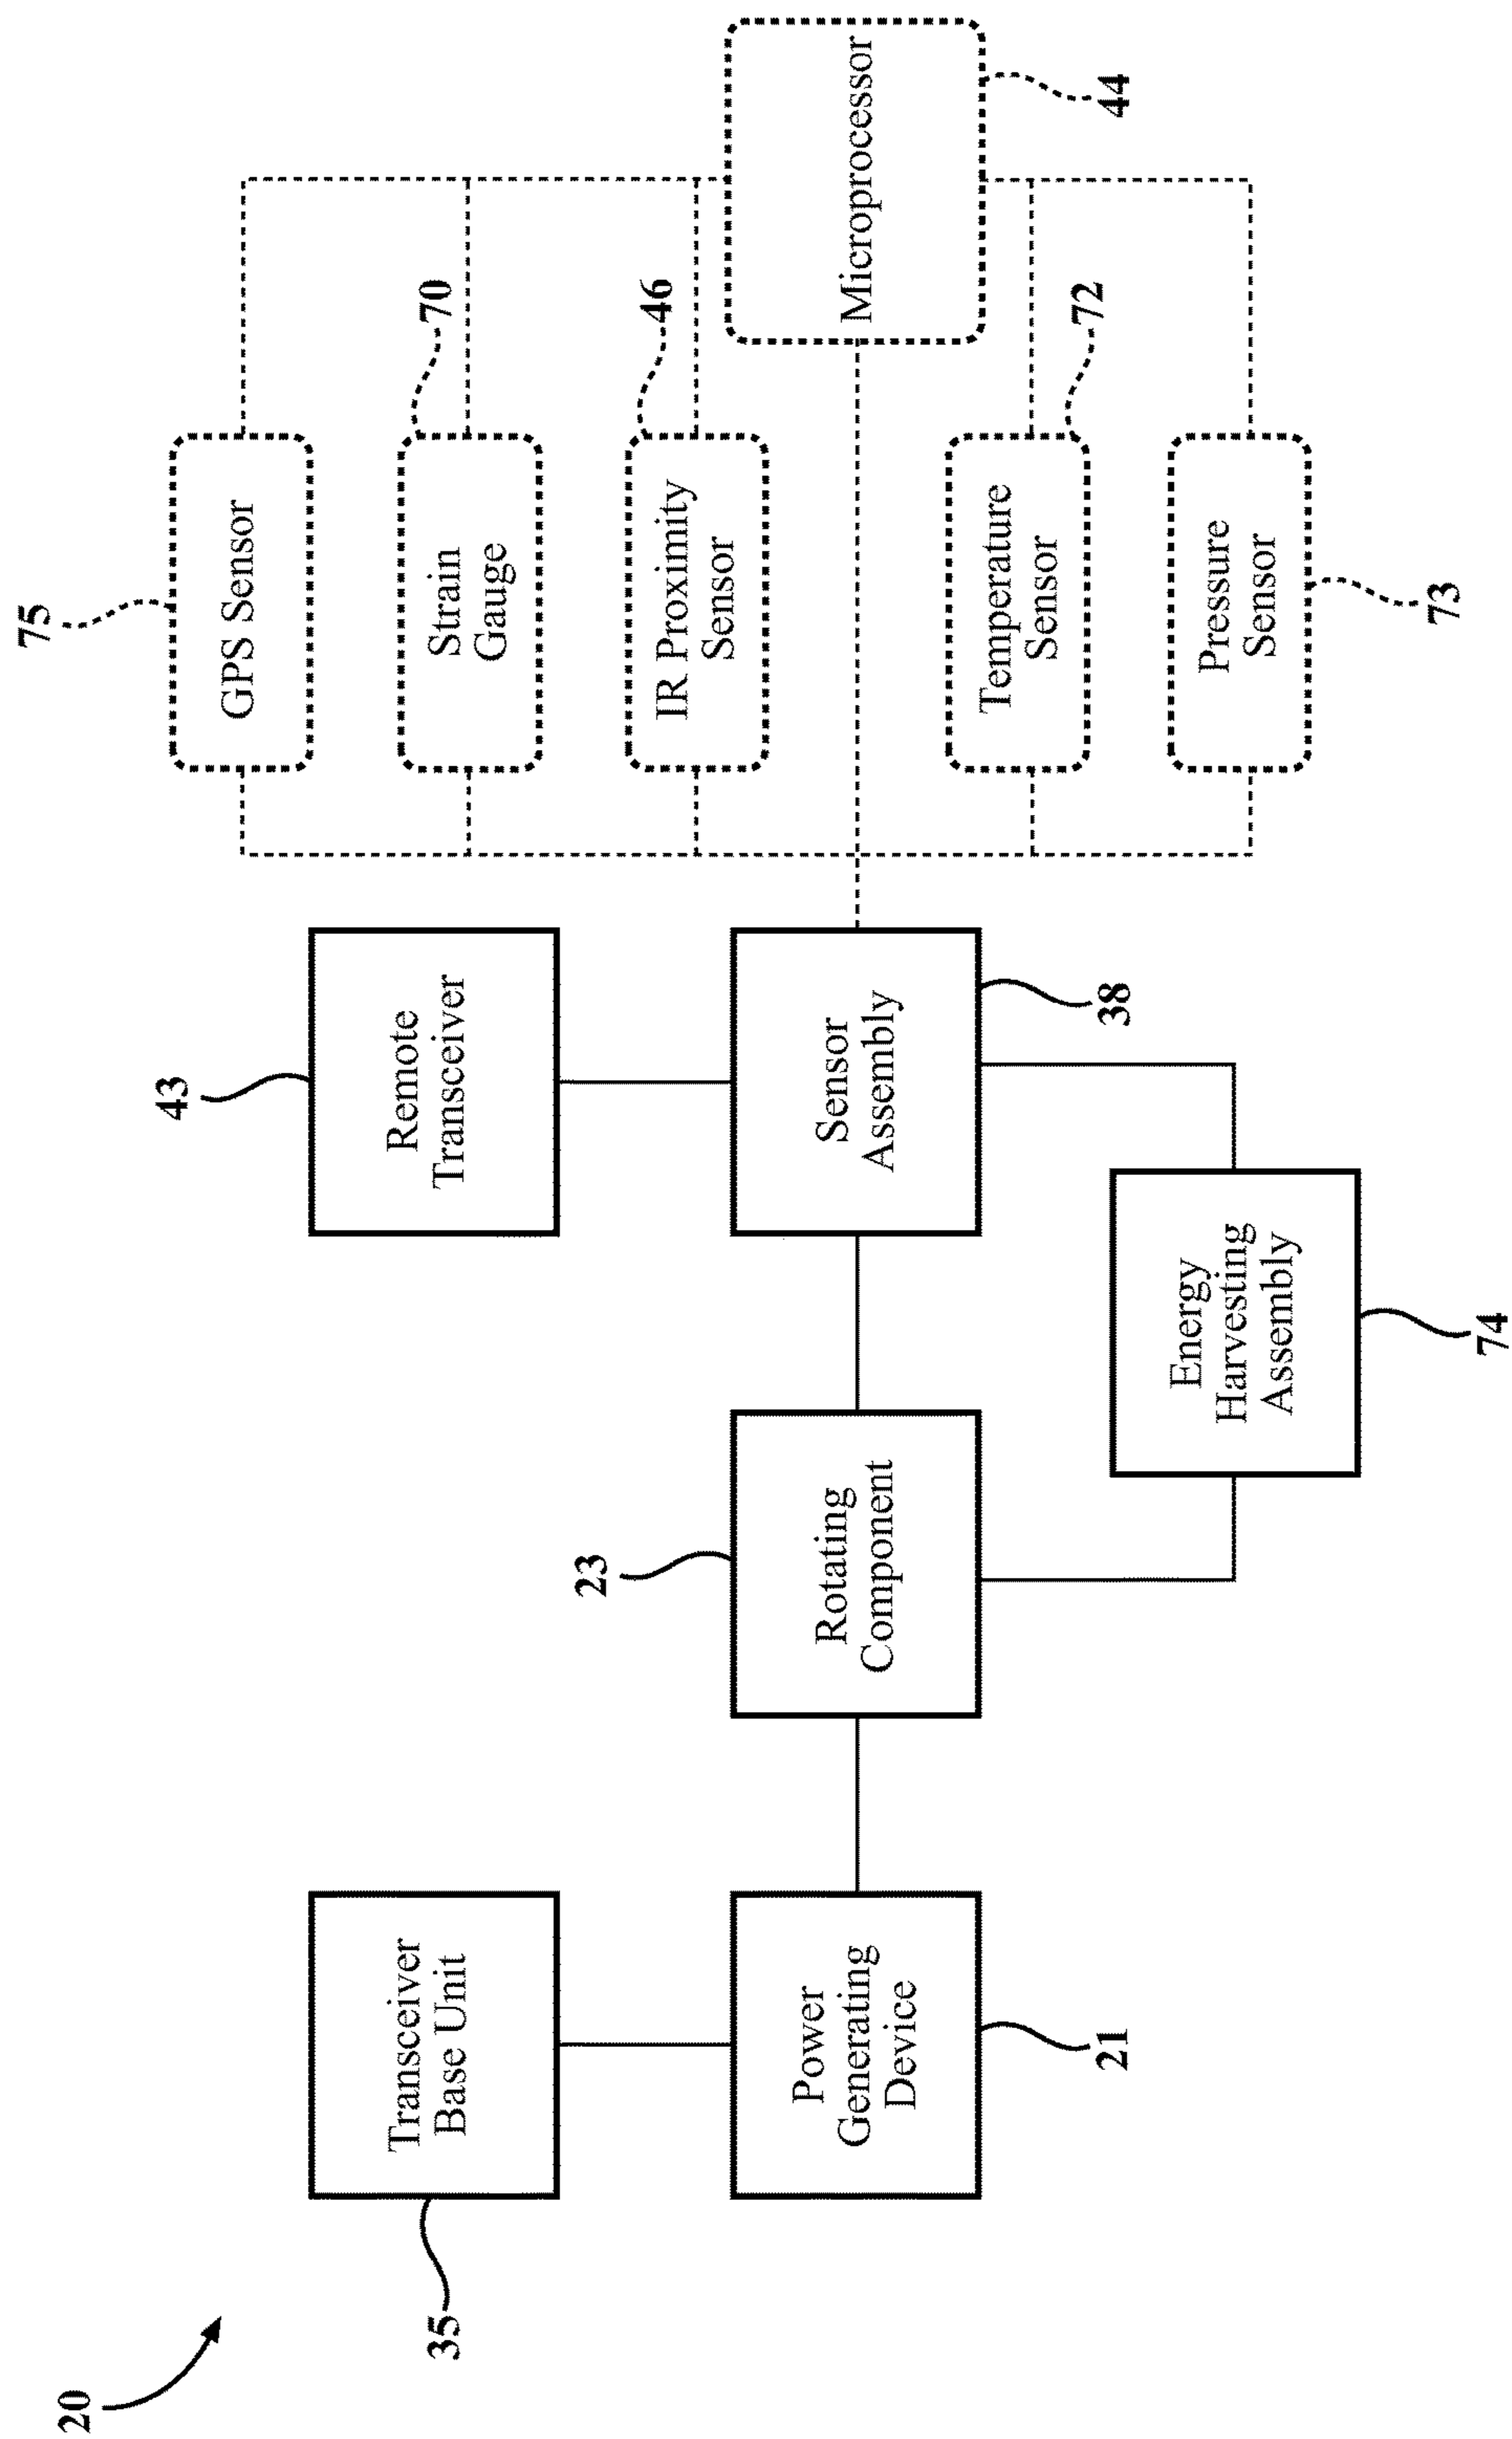 20
35
Transceiver
Base Unit
Power
Generating
Device
21
23
Rotating
Component
Energy
Harvesting
Assembly
74
43
Remote
Transceiver
Sensor
Assembly
38
75
GPS Sensor
70
Strain
Gauge
46
IR Proximity
Sensor
72
Temperature
Sensor
Pressure
Sensor
73
Microprocessor
44